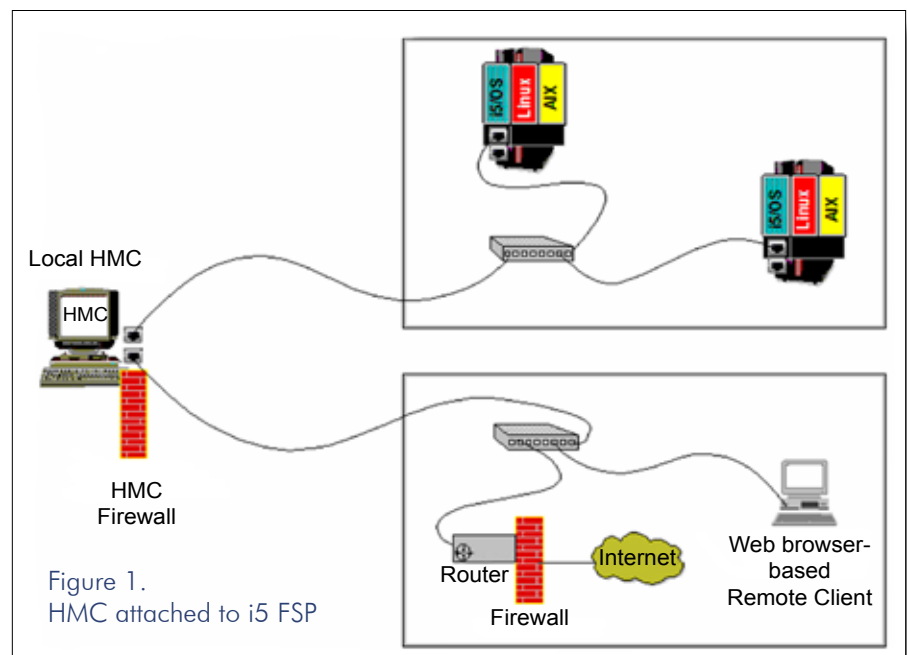 i5/OS
Linux
AIX
i5/OS
Linux
AIX
Local HMC
HMC
HMC
Firewall
Router
Firewall
Internet
Web browser-
based
Remote Client
Figure 1.
HMC attached to i5 FSP